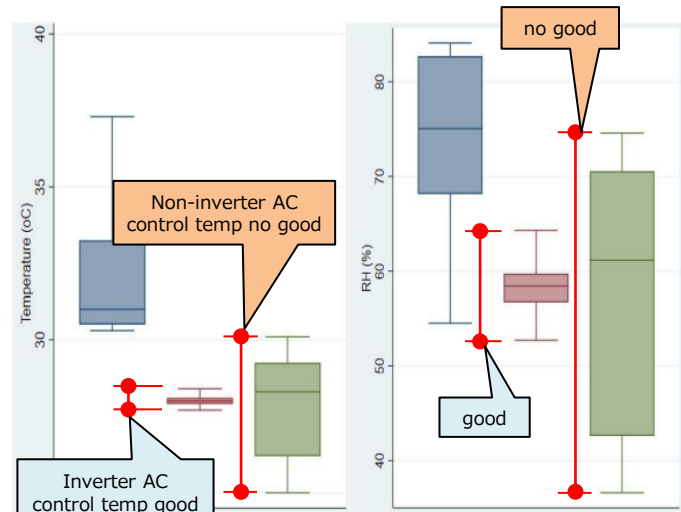 no good
Non-inverter AC
control temp no good
Inverter AC
control temp good
good
Temperature (oC)
40
35
30
RH (%)
80
70
60
50
40